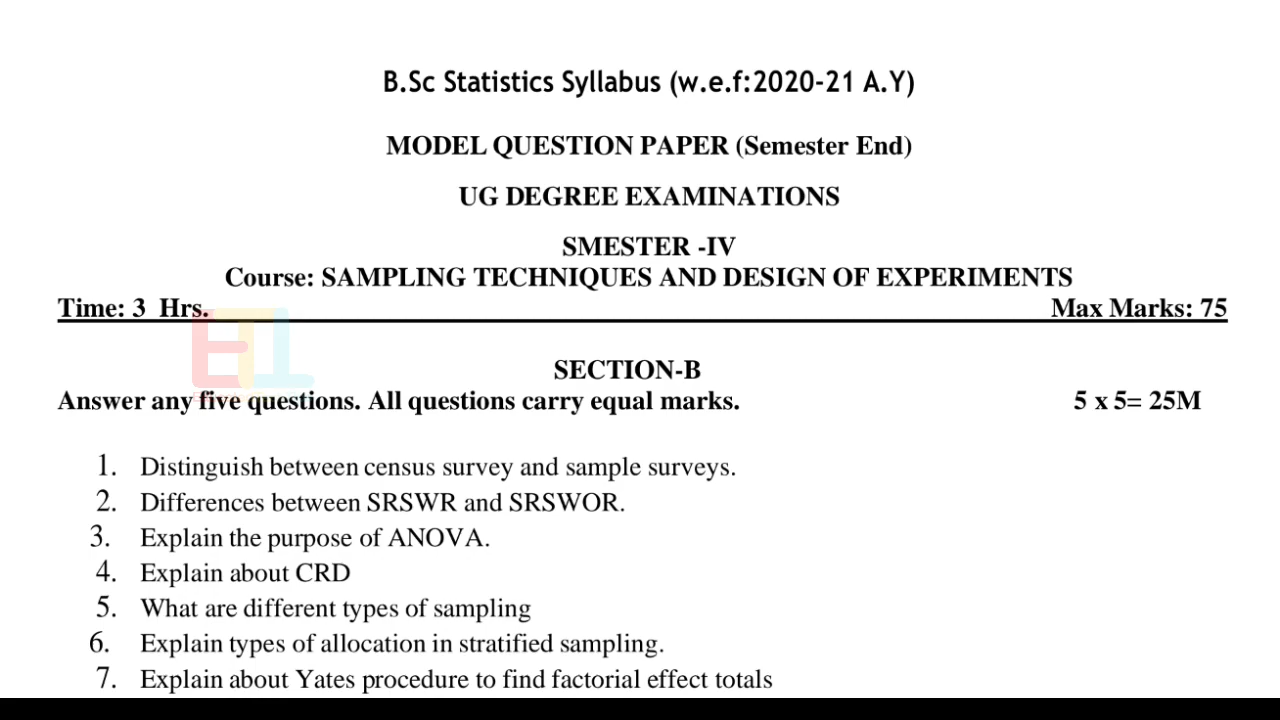 B.Sc Statistics Syllabus (w.e.f:2020-21 A.Y)
MODEL QUESTION PAPER (Semester End)
UG DEGREE EXAMINATIONS
SMESTER -IV
Course: SAMPLING TECHNIQUES AND DESIGN OF EXPERIMENTS
Time: 3 Hrs. Max Marks: 75
SECTION-B
Answer any five questions. All questions carry equal marks. 5 x 5= 25M
1. Distinguish between census survey and sample surveys.
2. Differences between SRSWR and SRSWOR.
3. Explain the purpose of ANOVA.
4. Explain about CRD
5. What are different types of sampling
6. Explain types of allocation in stratified sampling.
7. Explain about Yates procedure to find factorial effect totals